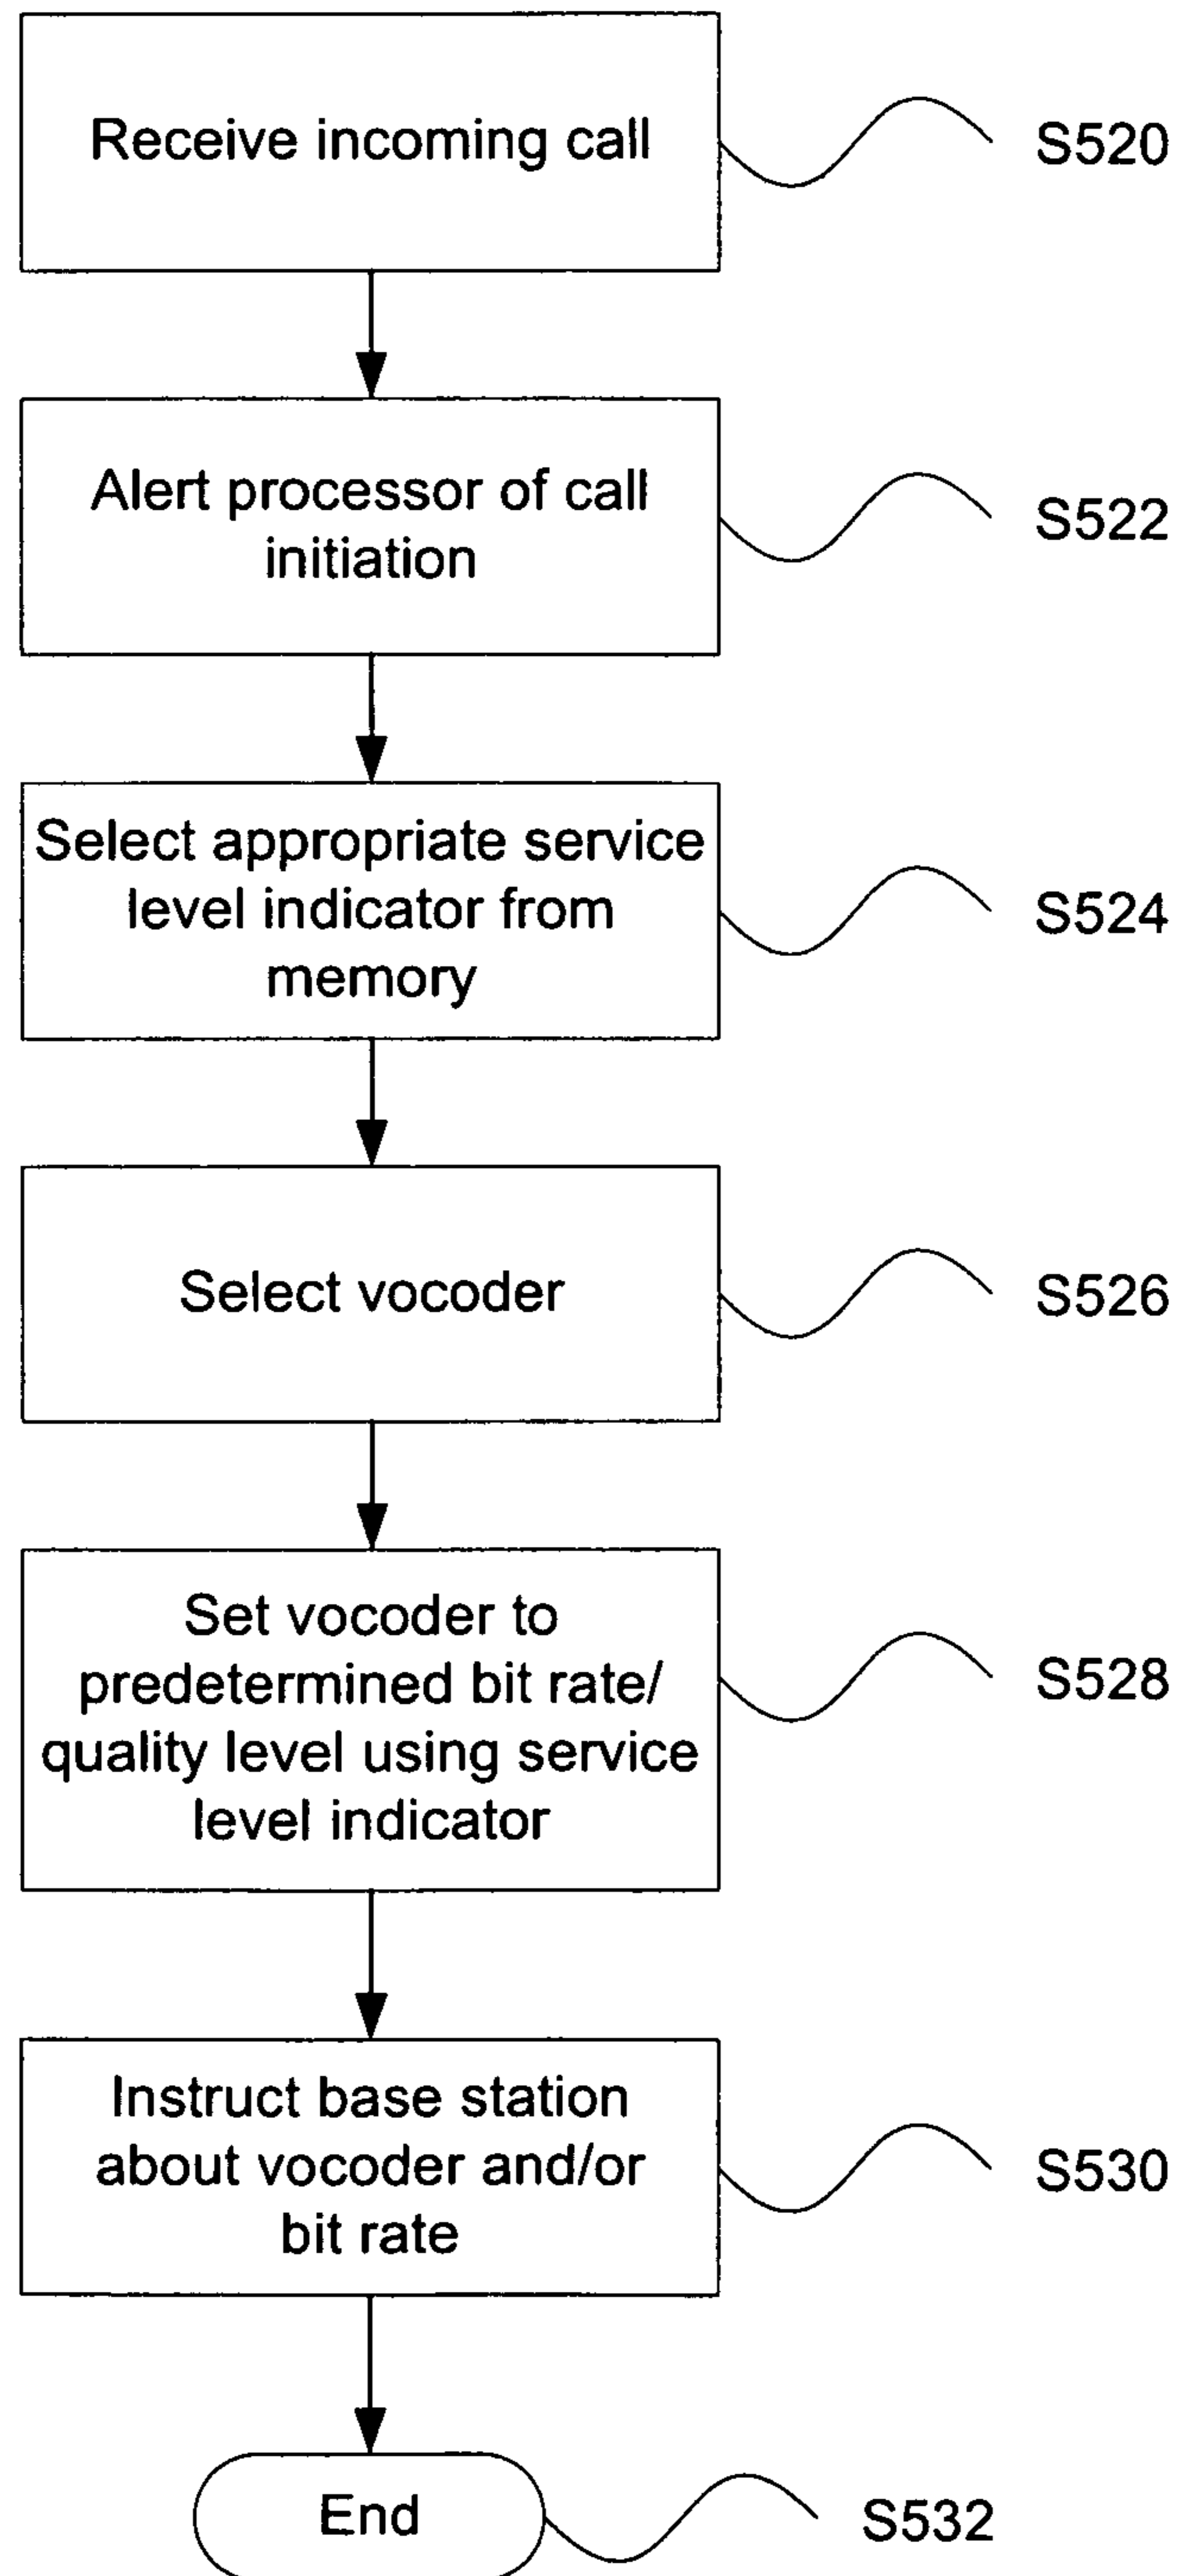 Receive incoming call
S520
Alert processor of call
initiation
S522
Select appropriate service
level indicator from
memory
S524
Select vocoder
S526
Set vocoder to
predetermined bit rate/
quality level using service
level indicator
S528
Instruct base station
about vocoder and/or
bit rate
S530
End
S532